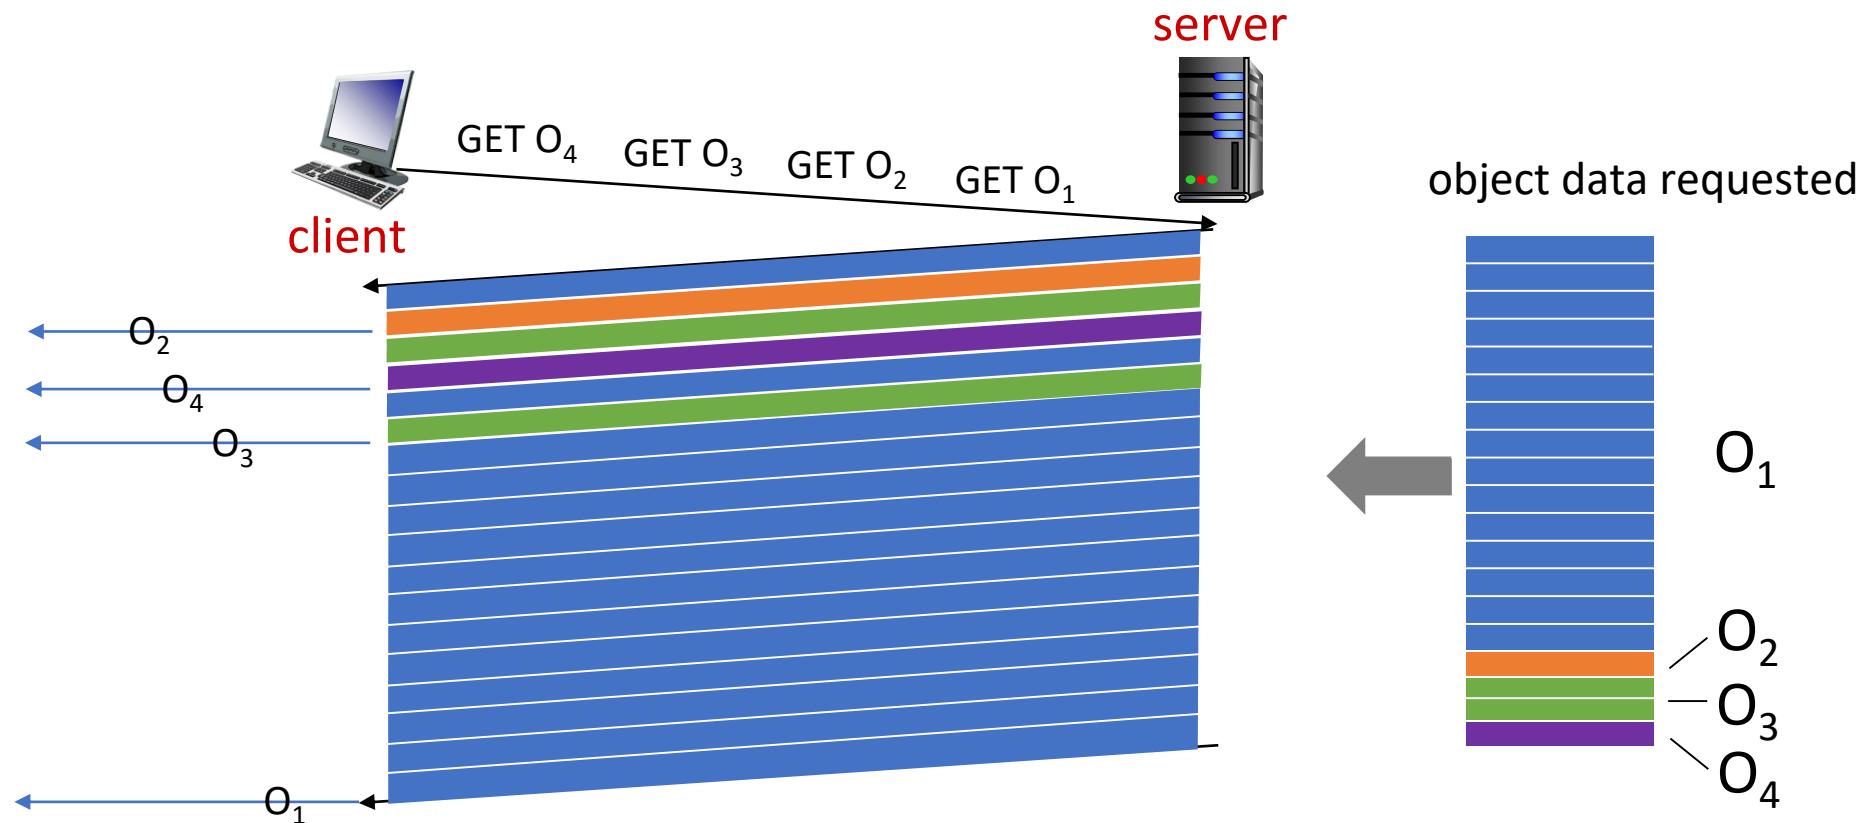 server
GET O₄
GET O₃
GET O₂
GET O₁
object data requested
client
O₂
O₄
O₃
O₁
O₂
O₃
O₄
O₁